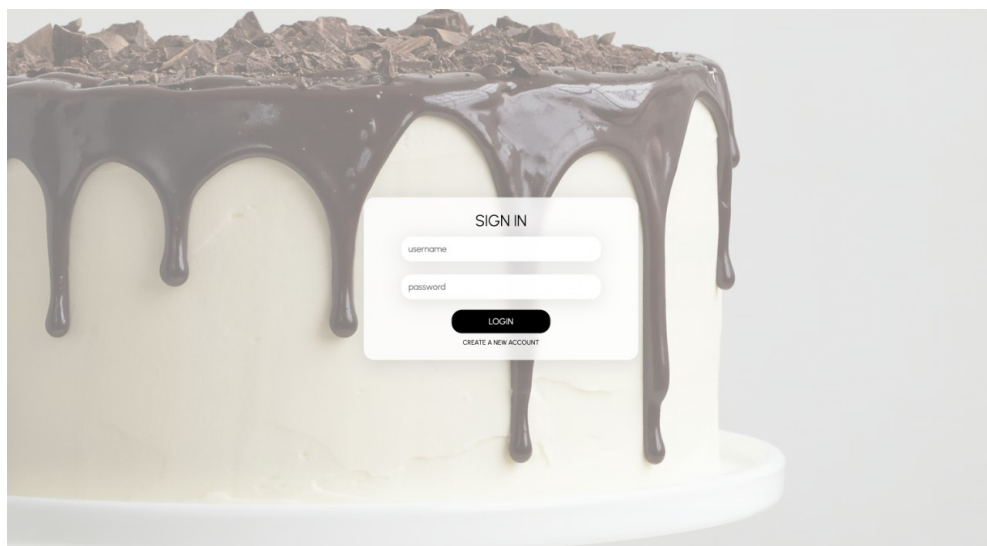 SIGN IN
username
password
LOGIN
CREATE A NEW ACCOUNT